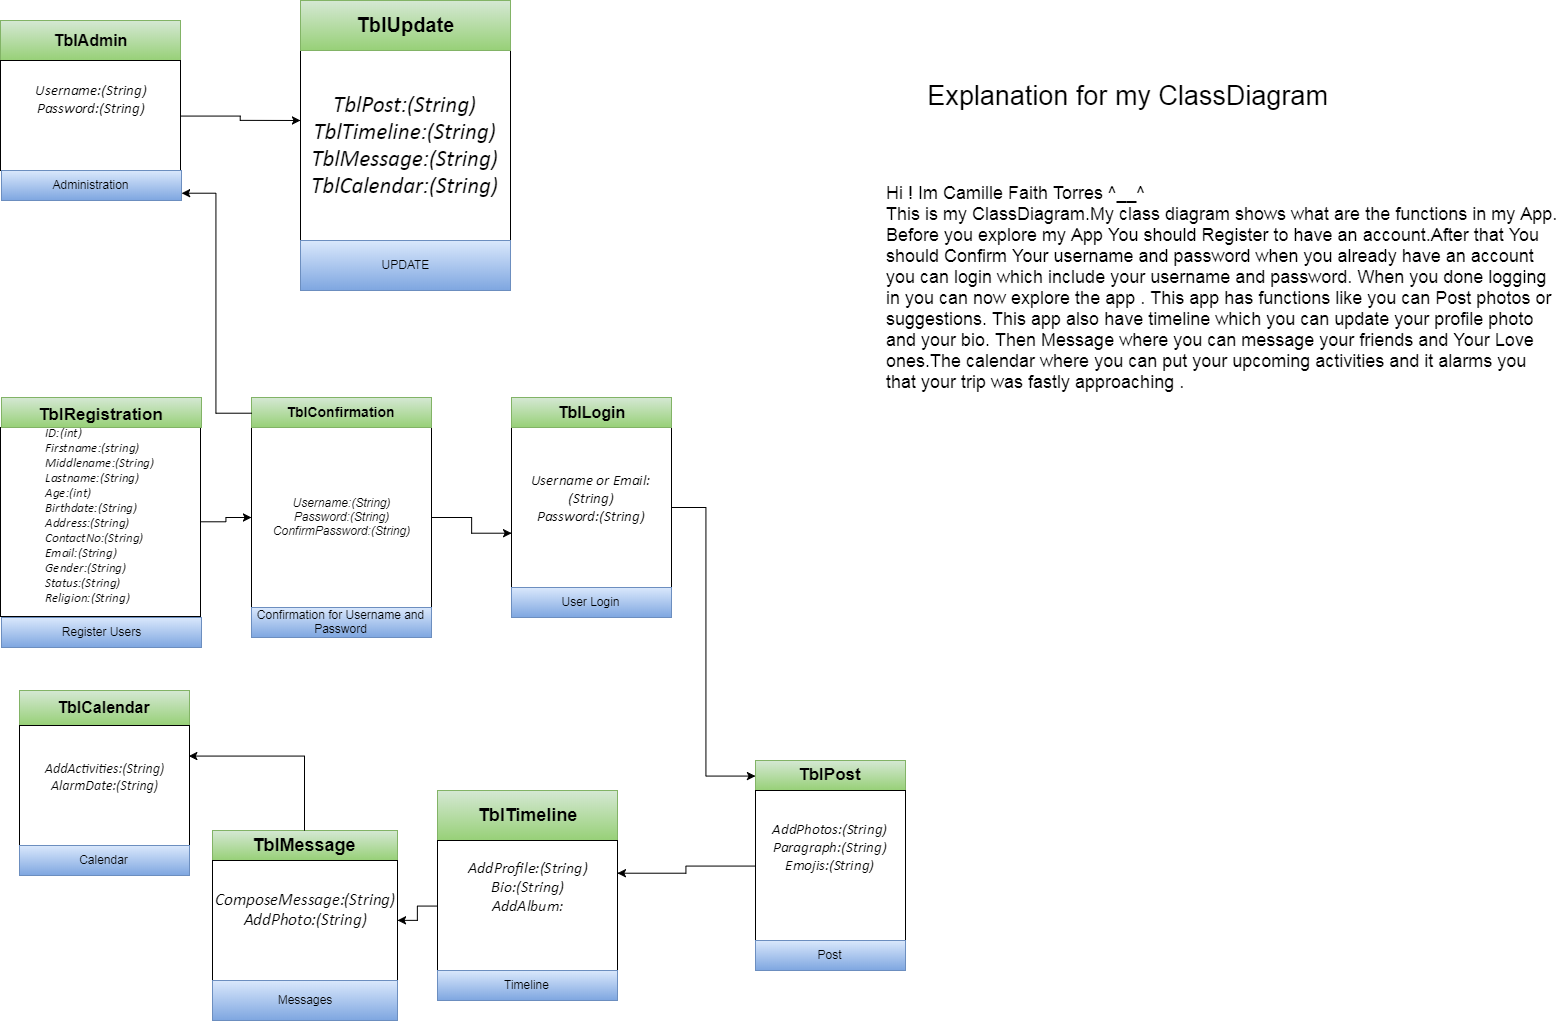 TblAdmin
Username:(String)
Password:(String)
Administration
TblUpdate
TblPost:(String)
TblTimeline:(String)
TblMessage:(String)
TblCalendar:(String)
UPDATE
Explanation for my ClassDiagram
Hi ! Im Camille Faith Torres ^__^
This is my ClassDiagram.My class diagram shows what are the functions in my App.
Before you explore my App You should Register to have an account.After that You
should Confirm Your username and password when you already have an account
you can login which include your username and password. When you done logging
in you can now explore the app . This app has functions like you can Post photos or
suggestions. This app also have timeline which you can update your profile photo
and your bio. Then Message where you can message your friends and Your Love
ones.The calendar where you can put your upcoming activities and it alarms you
that your trip was fastly approaching .
TblRegistration
ID:(int)
Firstname:(string)
Middlename:(String)
Lastname:(String)
Age:(int)
Birthdate:(String)
Address:(String)
ContactNo:(String)
Email:(String)
Gender:(String)
Status:(String)
Religion:(String)
Register Users
TblConfirmation
Username:(String)
Password:(String)
ConfirmPassword:(String)
Confirmation for Username and
Password
TblLogin
Username or Email:
(String)
Password:(String)
User Login
TblCalendar
AddActivities:(String)
AlarmDate:(String)
Calendar
TblMessage
ComposeMessage:(String)
AddPhoto:(String)
Messages
TblTimeline
AddProfile:(String)
Bio:(String)
AddAlbum:
Timeline
TblPost
AddPhotos:(String)
Paragraph:(String)
Emojis:(String)
Post